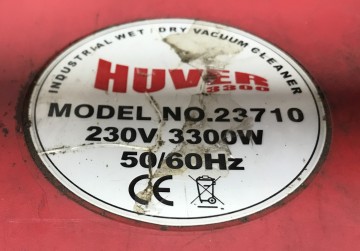 INDUSTRIAL WET / DRY VACUUM CLEANER
HUVER
3300
MODEL NO.23710
230V 3300W
50/60Hz
CE